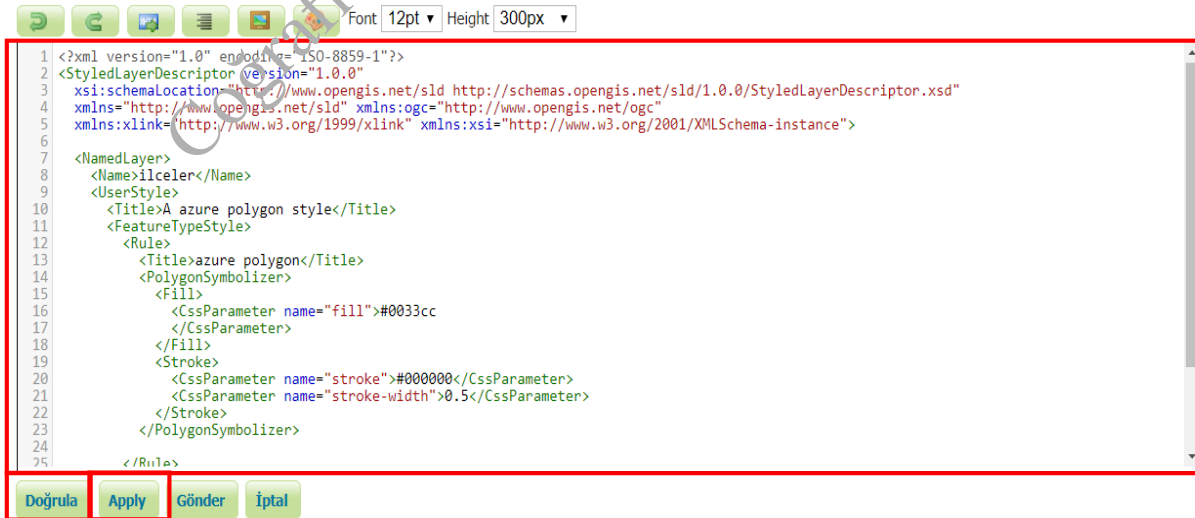 Font 12pt Height 300px
1 <?xml version="1.0" encoding="ISO-8859-1"?>
2 <StyledLayerDescriptor version="1.0.0"
3 xsi:schemaLocation="http://www.opengis.net/sld http://schemas.opengis.net/sld/1.0.0/StyledLayerDescriptor.xsd"
4 xmlns="http://www.opengis.net/sld" xmlns:ogc="http://www.opengis.net/ogc"
5 xmlns:xlink="http://www.w3.org/1999/xlink" xmlns:xsi="http://www.w3.org/2001/XMLSchema-instance">
6
7 <NamedLayer>
8 <Name>ilceler</Name>
9 <UserStyle>
10 <Title>A azure polygon style</Title>
11 <FeatureTypeStyle>
12 <Rule>
13 <Title>azure polygon</Title>
14 <PolygonSymbolizer>
15 <Fill>
16 <CssParameter name="fill">#0033cc
17 </CssParameter>
18 </Fill>
19 <Stroke>
20 <CssParameter name="stroke">#000000</CssParameter>
21 <CssParameter name="stroke-width">0.5</CssParameter>
22 </Stroke>
23 </PolygonSymbolizer>
24
25 </Rule>
Doğrula Apply Gönder İptal